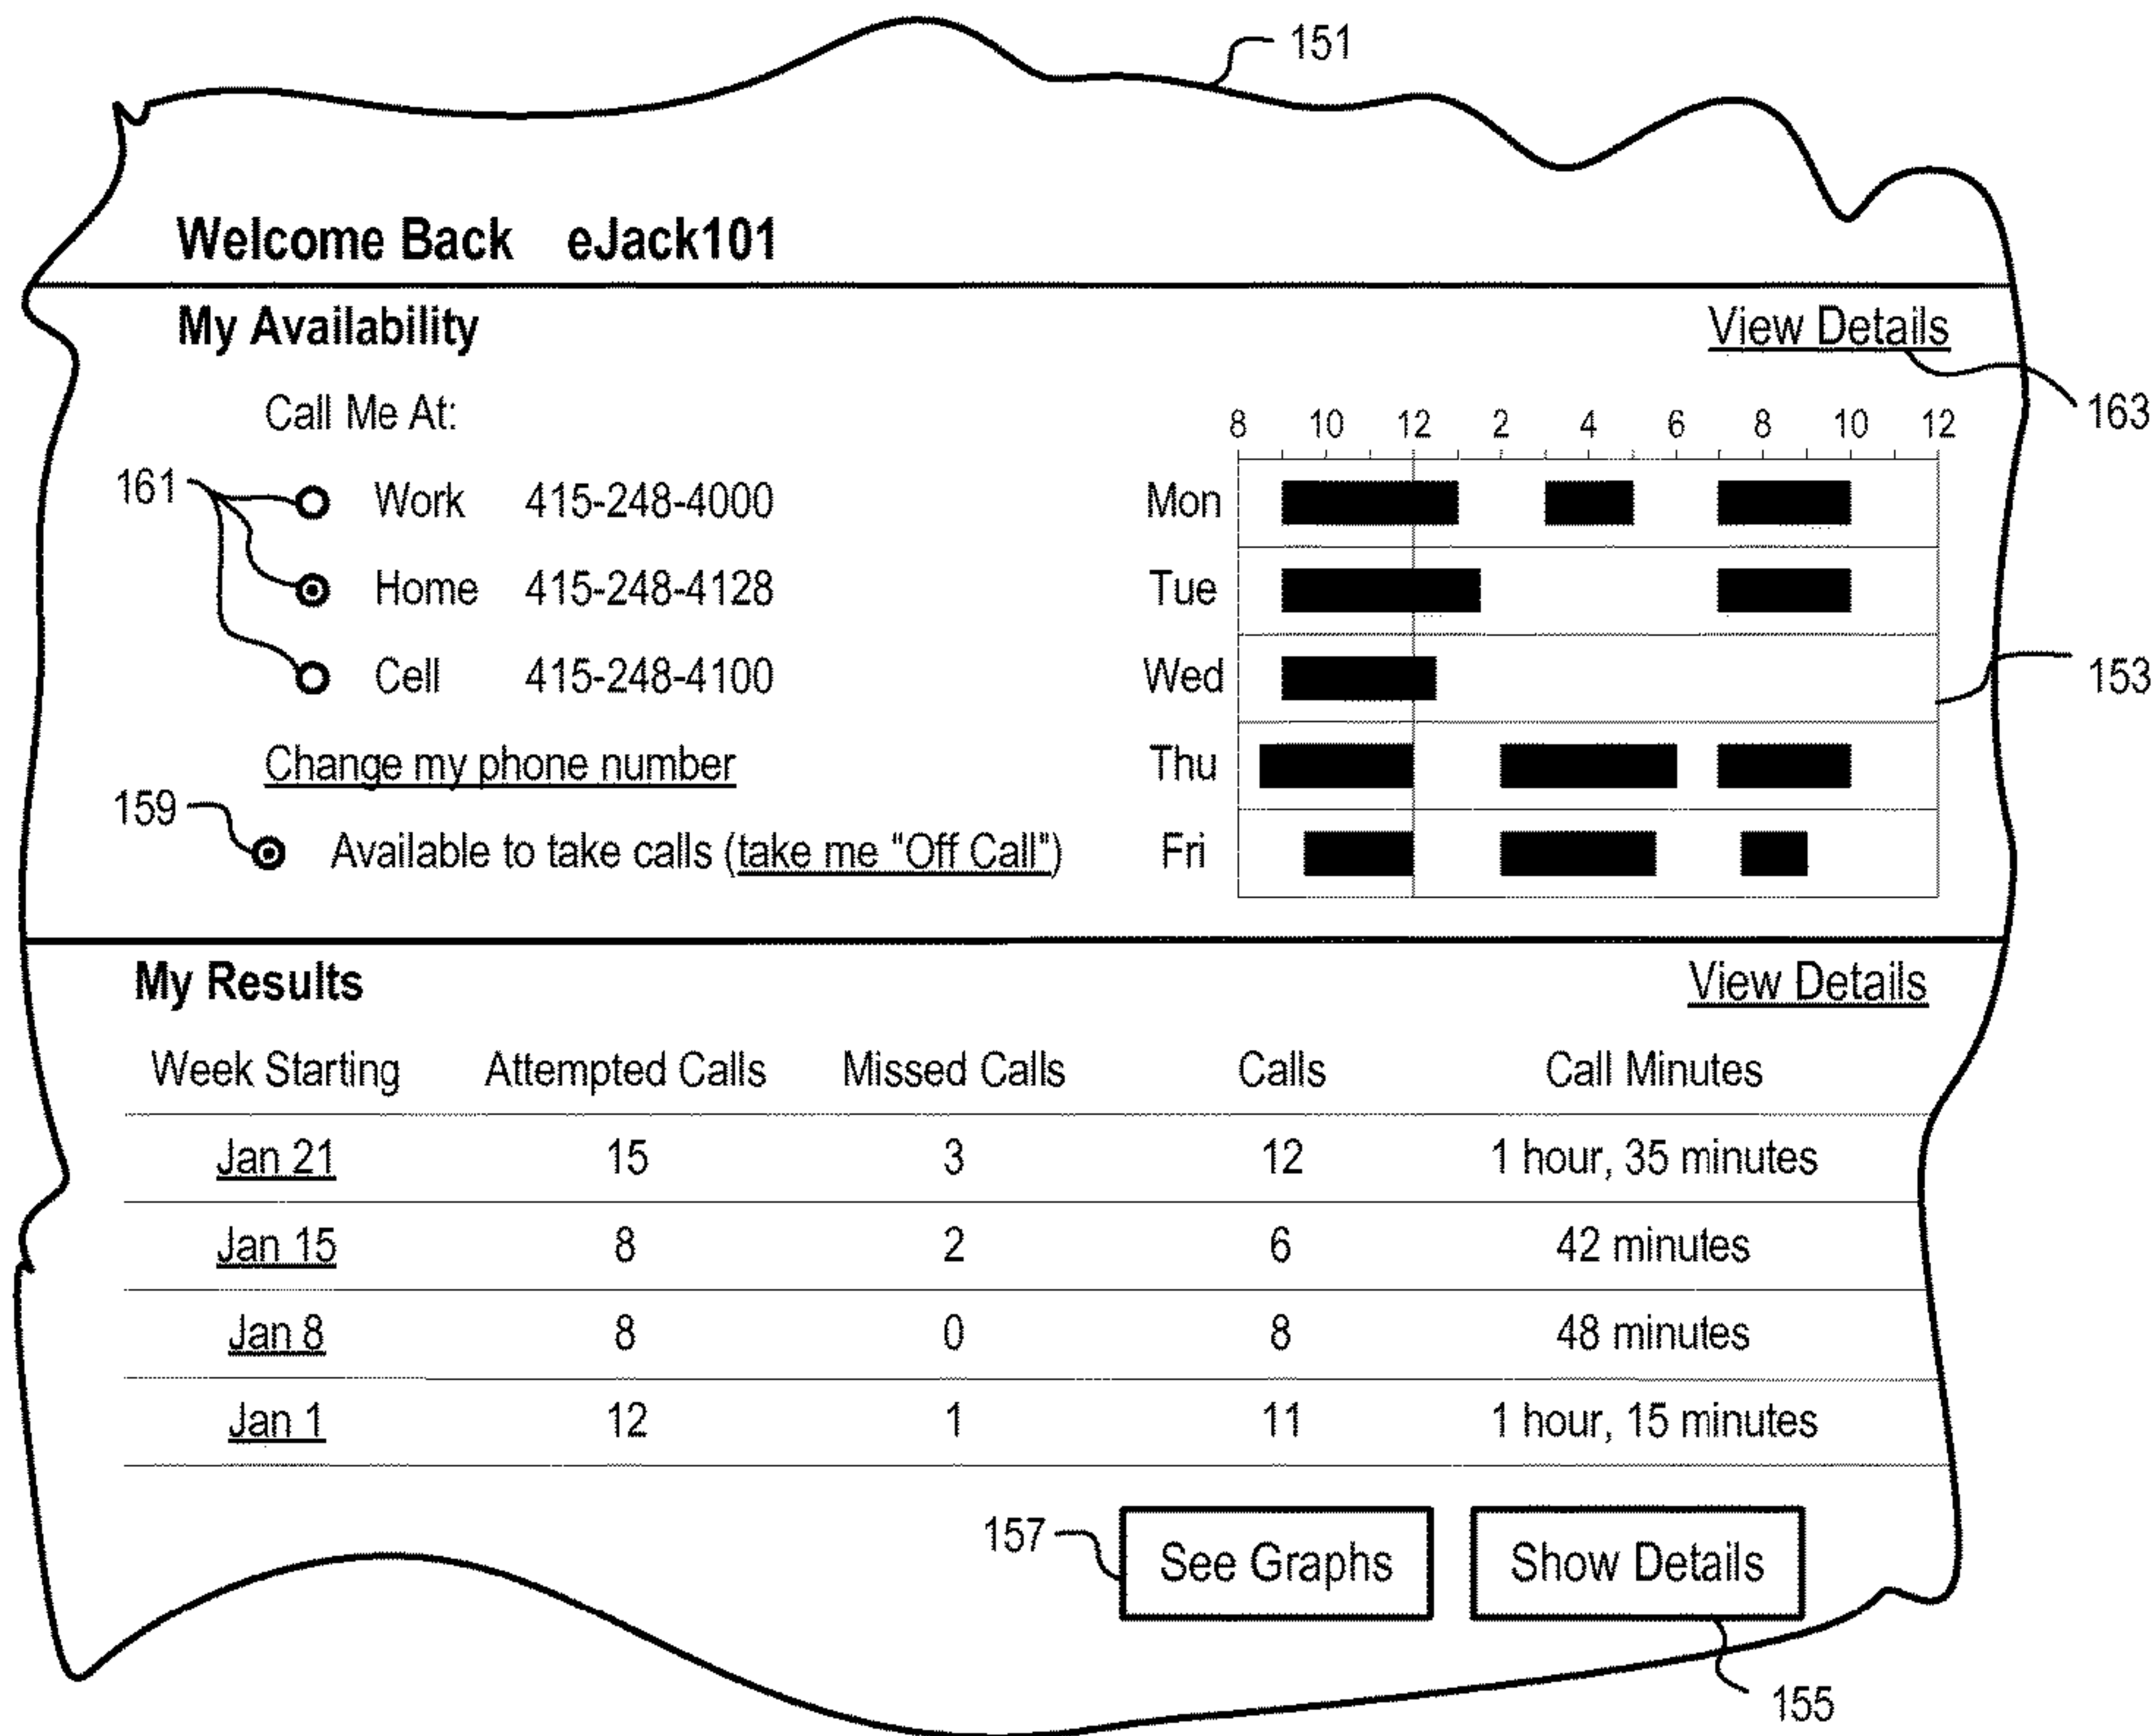 151
Welcome Back eJack101
My Availability View Details
163
Call Me At:
8 10 12 2 4 6 8 10 12
161
Work 415-248-4000 Mon
Home 415-248-4128 Tue
Cell 415-248-4100 Wed
153
Change my phone number Thu
159
Available to take calls (take me "Off Call") Fri
My Results View Details
Week Starting Attempted Calls Missed Calls Calls Call Minutes
Jan 21 15 3 12 1 hour, 35 minutes
Jan 15 8 2 6 42 minutes
Jan 8 8 0 8 48 minutes
Jan 1 12 1 11 1 hour, 15 minutes
157 See Graphs Show Details
155